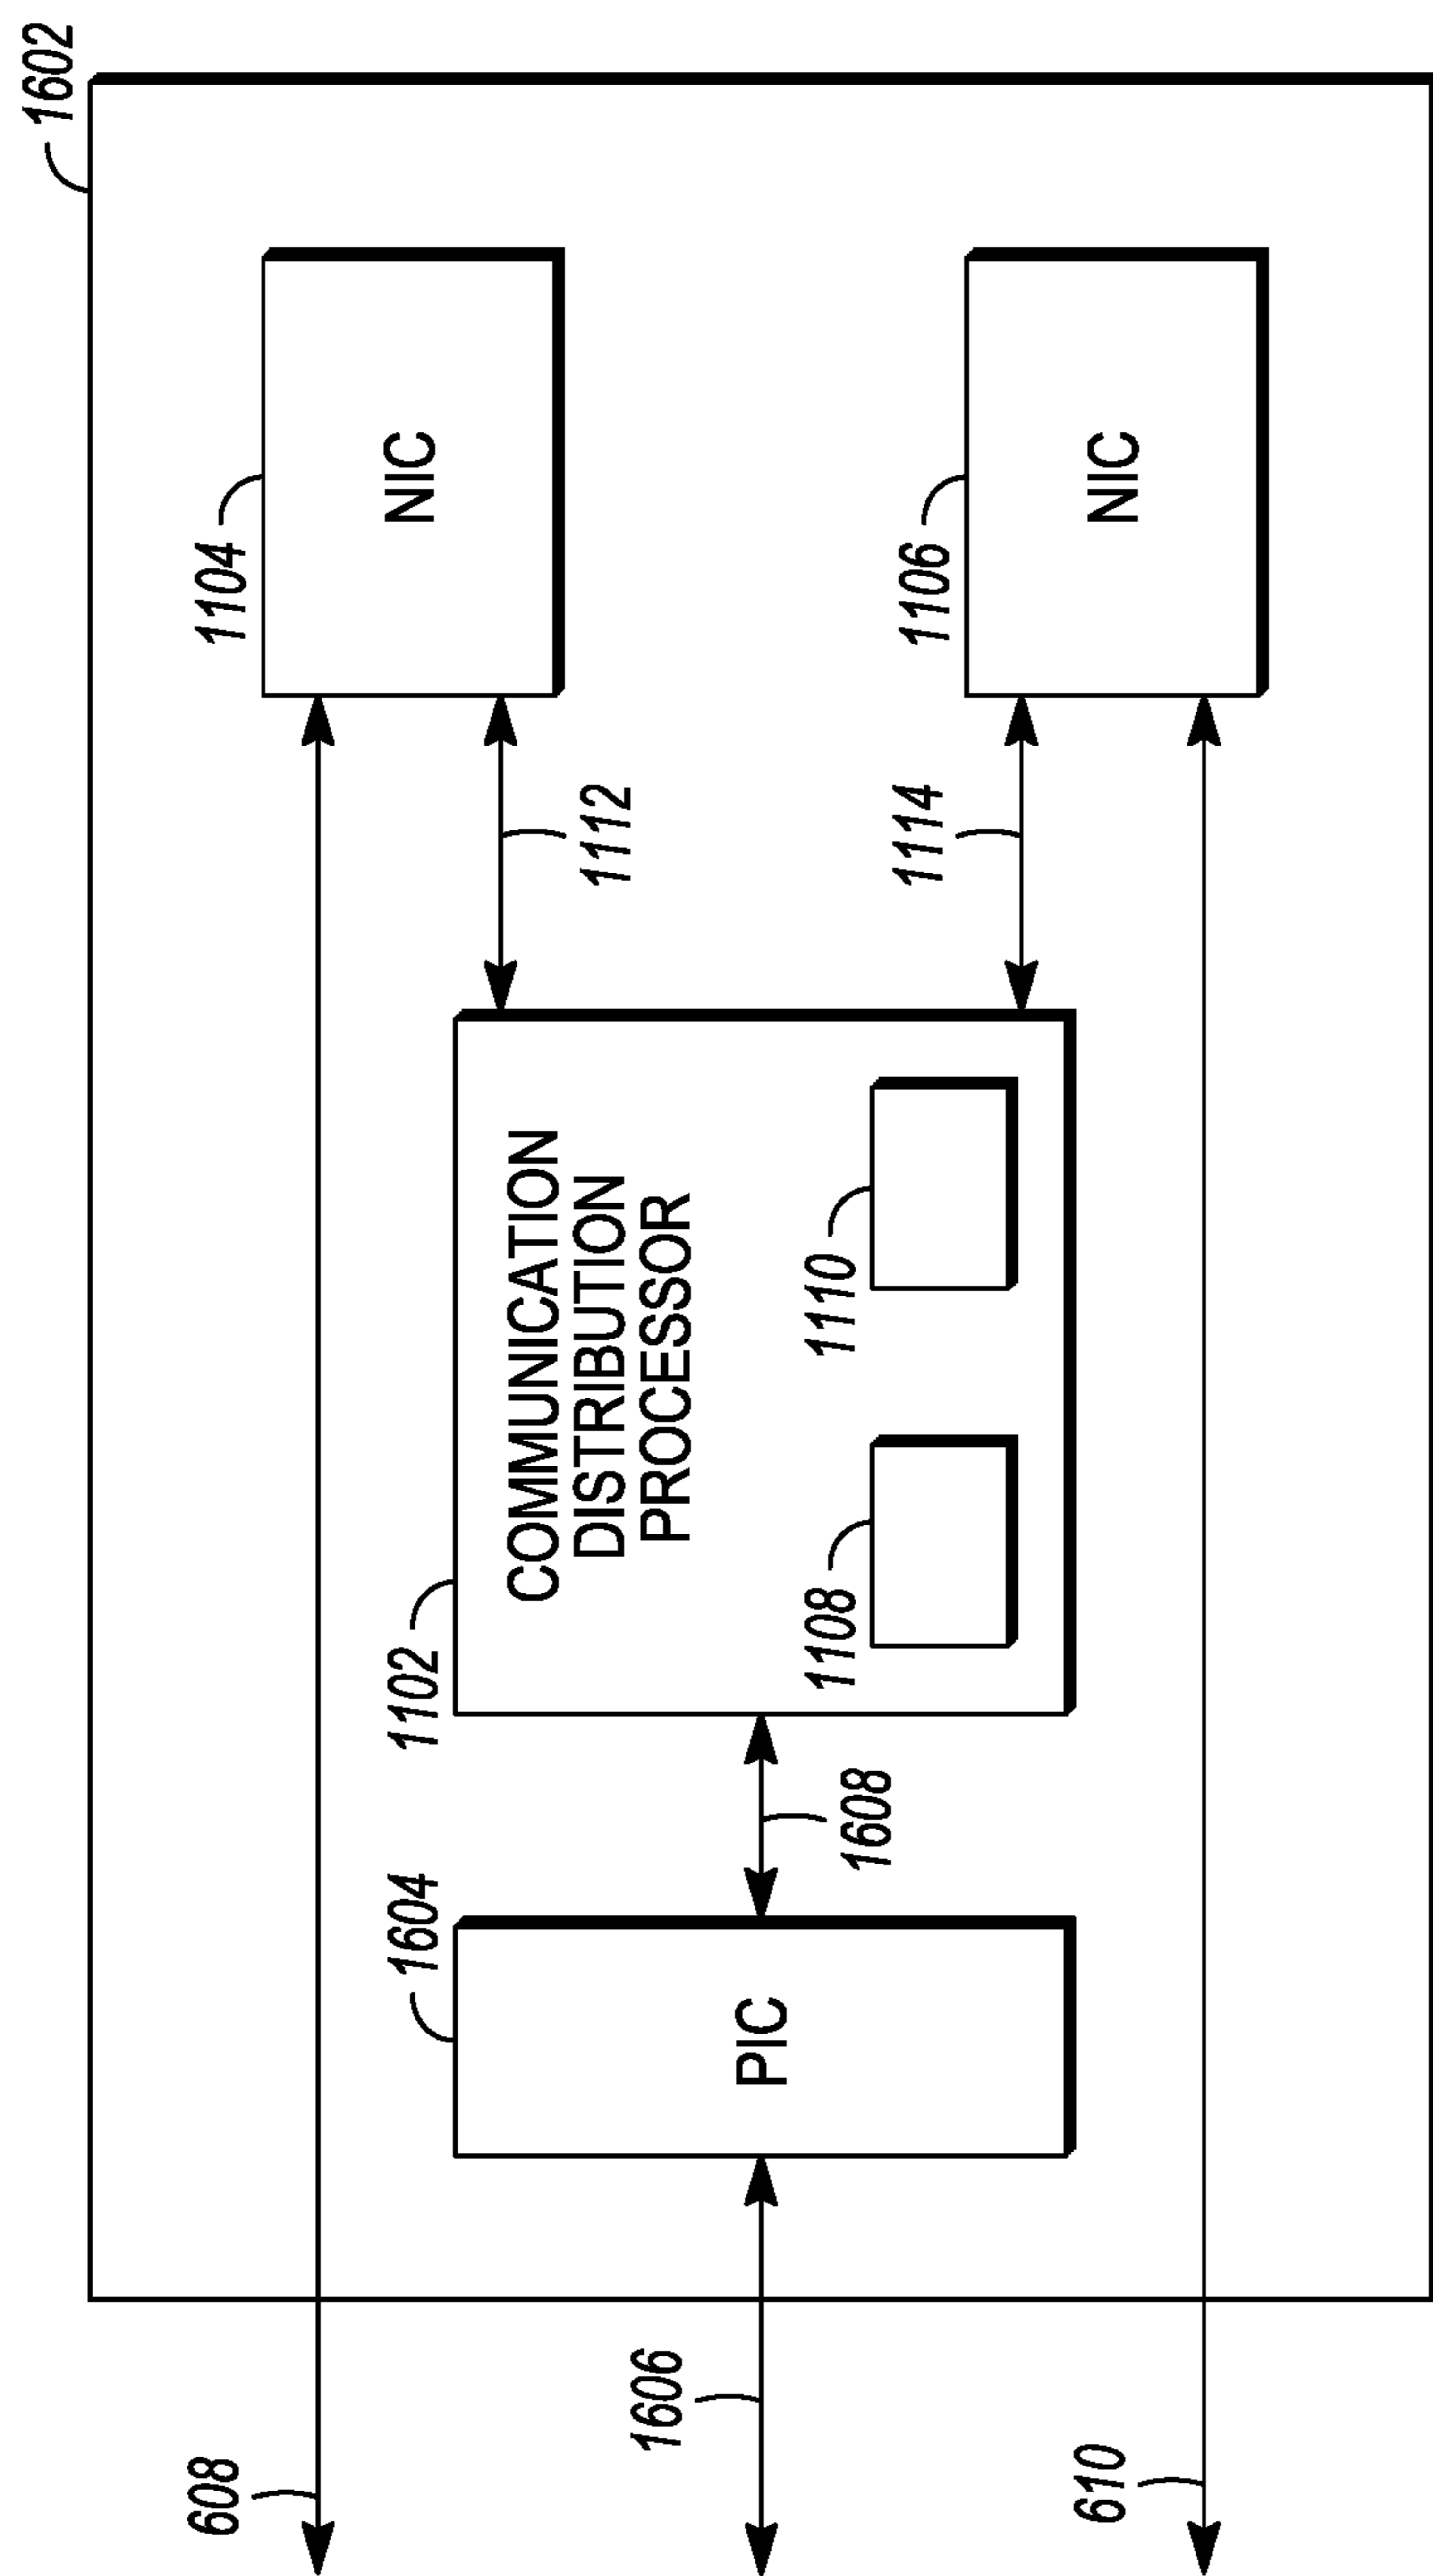 1602
1104
NIC
1106
NIC
1112
1114
1102
COMMUNICATION
DISTRIBUTION
PROCESSOR
1108
1110
1604
PIC
1608
608
1606
610